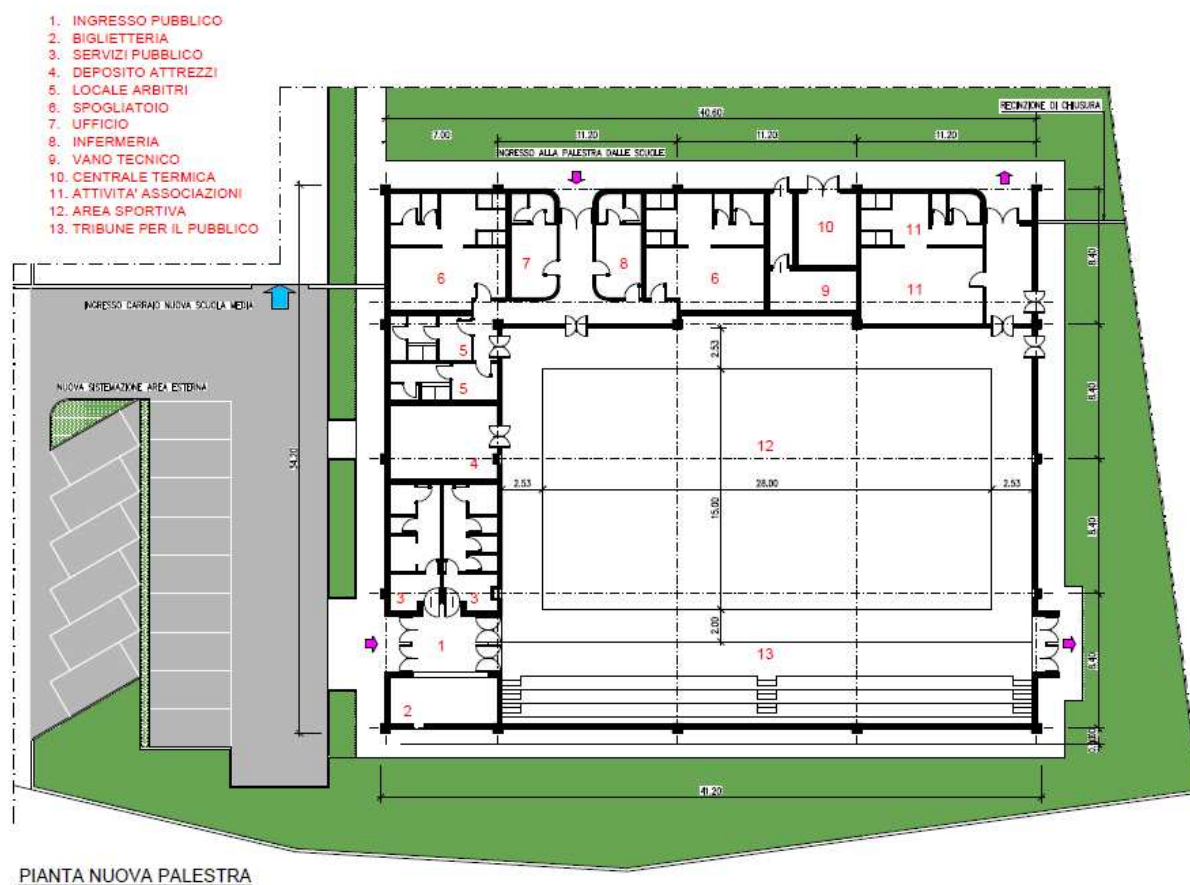 1. INGRESSO PUBBLICO
2. BIGLIETTERIA
3. SERVIZI PUBBLICO
4. DEPOSITO ATTREZZI
5. LOCALE ARBITRI
6. SPOGLIATOIO
7. UFFICIO
8. INFERMERIA
9. VANO TECNICO
10. CENTRALE TERMICA
11. ATTIVITA' ASSOCIAZIONI
12. AREA SPORTIVA
13. TRIBUNE PER IL PUBBLICO
RECINZIONE DI CHIUSURA
40.60
7.00
11.20
11.20
11.20
INGRESSO ALLA PALESTRA DALLE SCUOLE
6
7
8
6
10
9
11
11
8.40
INGRESSO CARRAIO NUOVA SCUOLA MEDIA
5
5
2.53
8.40
NUOVA SISTEMAZIONE AREA ESTERNA
34.20
4
12
2.53
28.00
2.53
15.00
8.40
3
3
2.00
1
13
8.40
2
41.20
PIANTA NUOVA PALESTRA